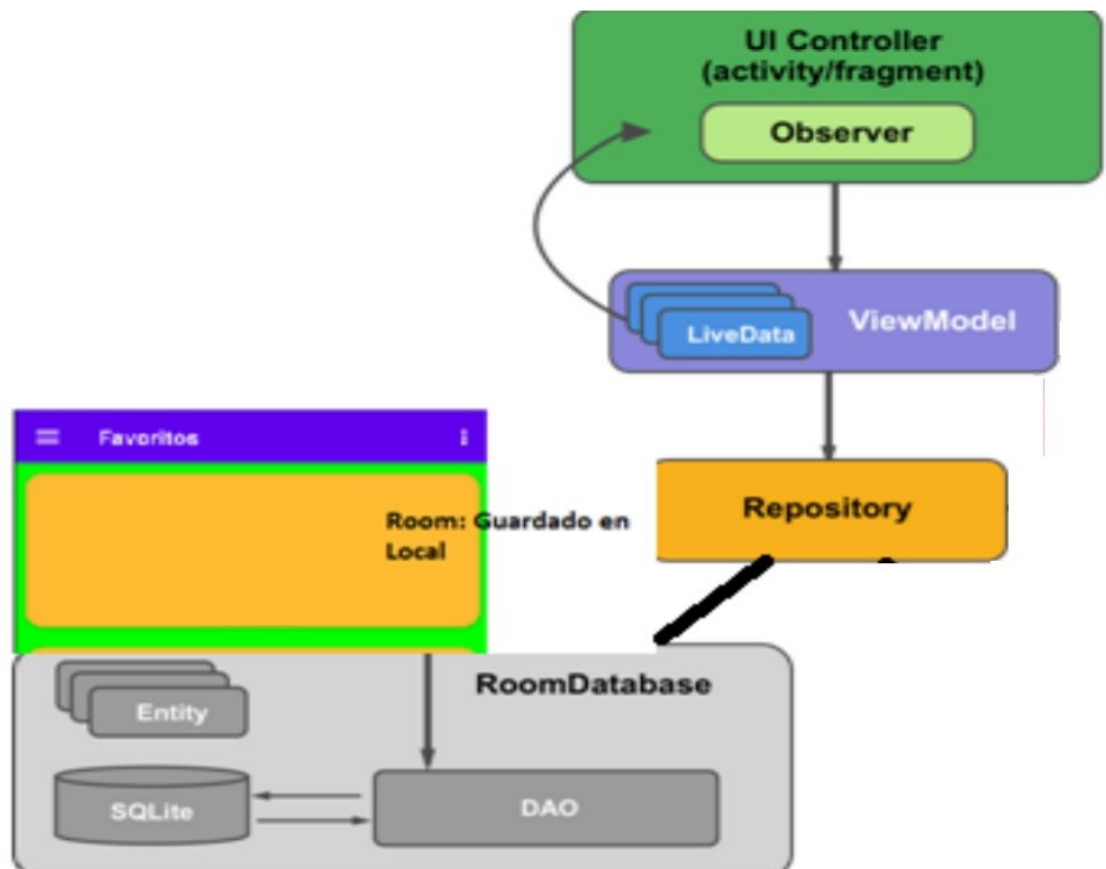 UI Controller
(activity/fragment)
Observer
LiveData
ViewModel
Favoritos
Room: Guardado en
Local
Repository
RoomDatabase
Entity
SQLite
DAO